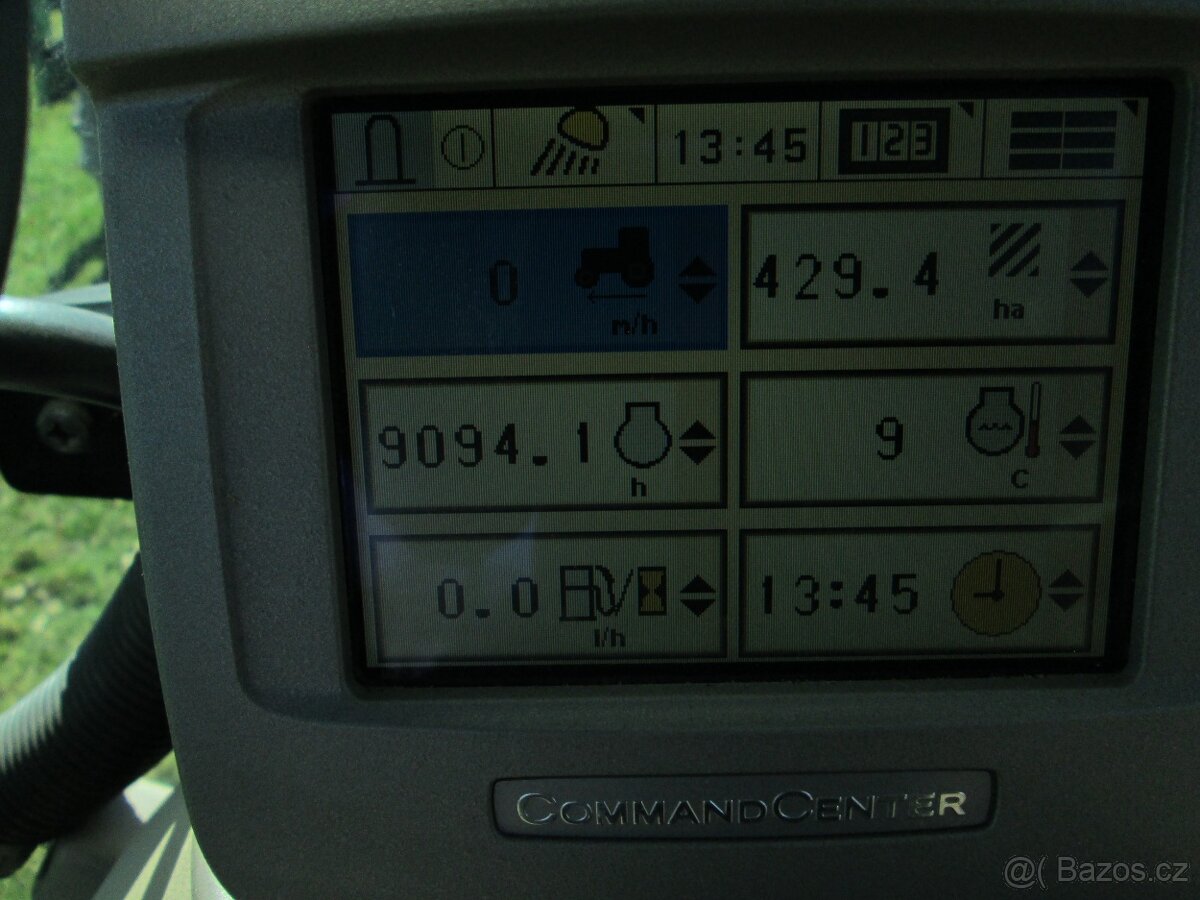 13:45 123
0 m/h
429.4 ha
9094.1 h
9 C
0.0 l/h
13:45
COMMANDCENTER
@( Bazos.cz